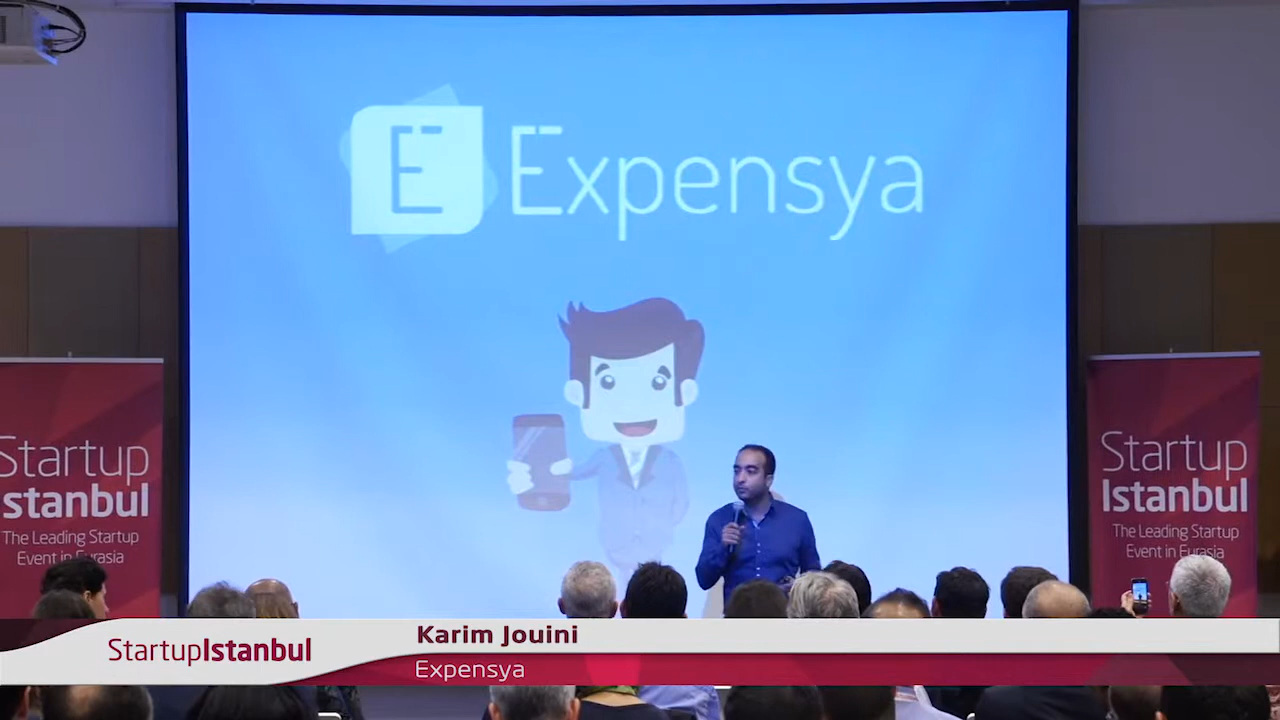 E Expensya
Startup
Istanbul
The Leading Startup
Event in Eurasia
Startup
Istanbul
The Leading Startup
Event in Eurasia
StartupIstanbul
Karim Jouini
Expensya